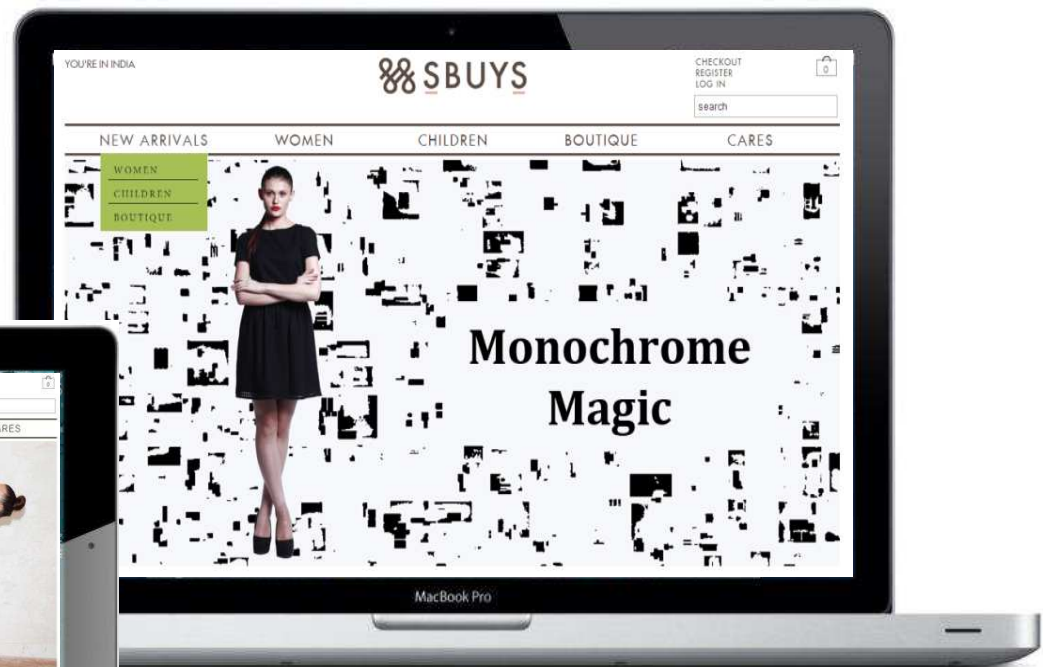 YOU'RE IN INDIA
SBUYS
CHECKOUT
REGISTER
LOG IN
0
search
NEW ARRIVALS WOMEN CHILDREN BOUTIQUE CARES
WOMEN
CHILDREN
BOUTIQUE
Monochrome
Magic
MacBook Pro
0